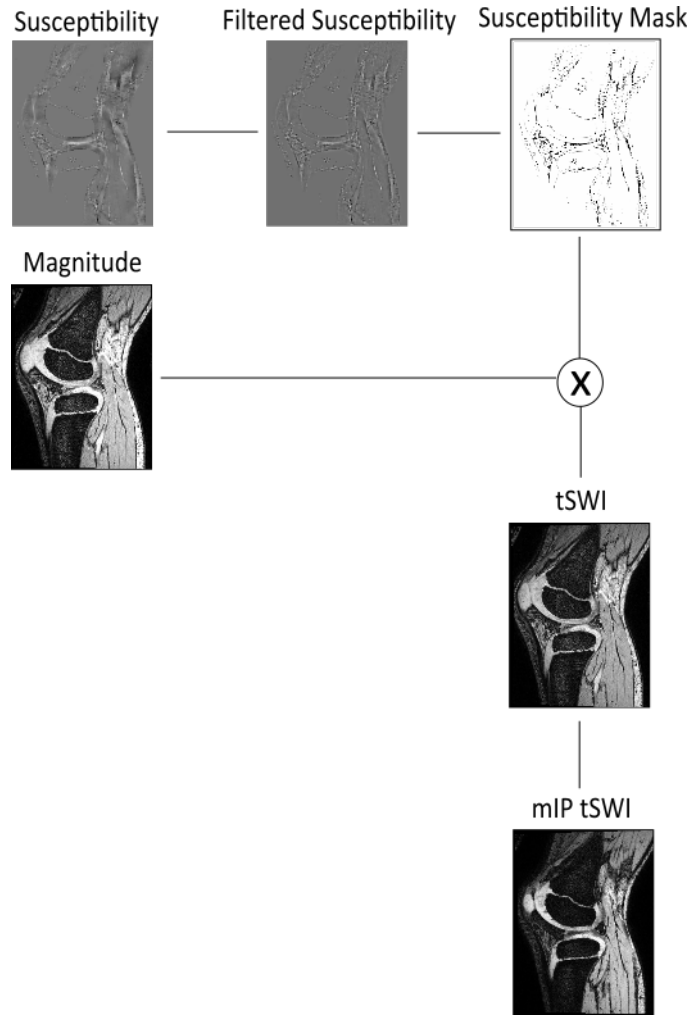 Susceptibility
Filtered Susceptibility
Susceptibility Mask
Magnitude
X
tSWI
mIP tSWI